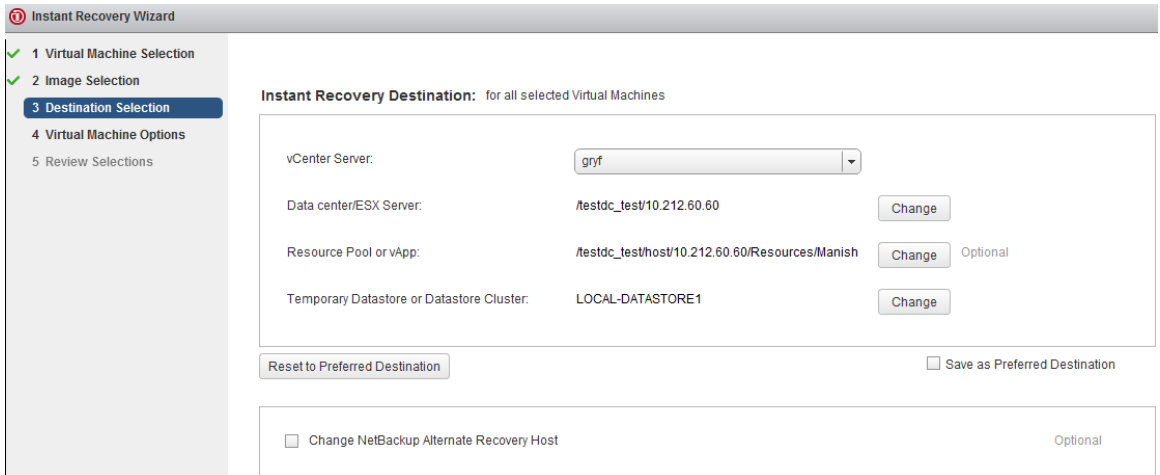 Instant Recovery Wizard
1 Virtual Machine Selection
2 Image Selection
3 Destination Selection
4 Virtual Machine Options
5 Review Selections
Instant Recovery Destination: for all selected Virtual Machines
vCenter Server: gryf
Data center/ESX Server: /testdc_test/10.212.60.60 Change
Resource Pool or vApp: /testdc_test/host/10.212.60.60/Resources/Manish Change Optional
Temporary Datastore or Datastore Cluster: LOCAL-DATASTORE1 Change
Reset to Preferred Destination Save as Preferred Destination
Change NetBackup Alternate Recovery Host Optional